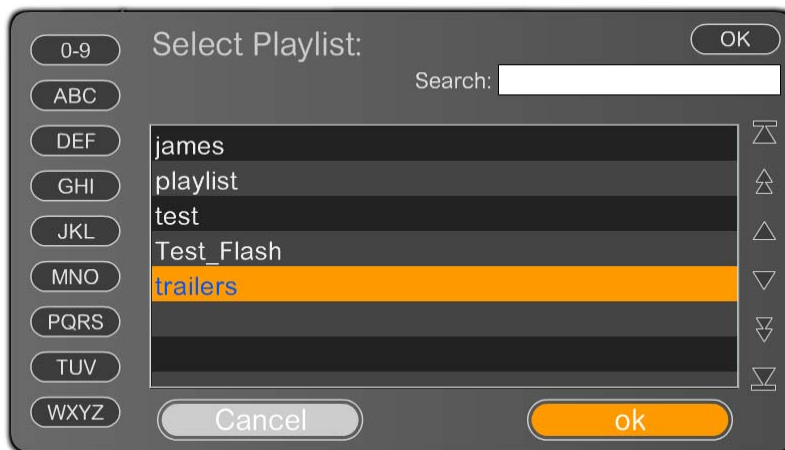 0-9
Select Playlist:
OK
Search:
ABC
DEF
james
GHI
playlist
test
JKL
Test_Flash
MNO
trailers
PQRS
TUV
WXYZ
Cancel
ok